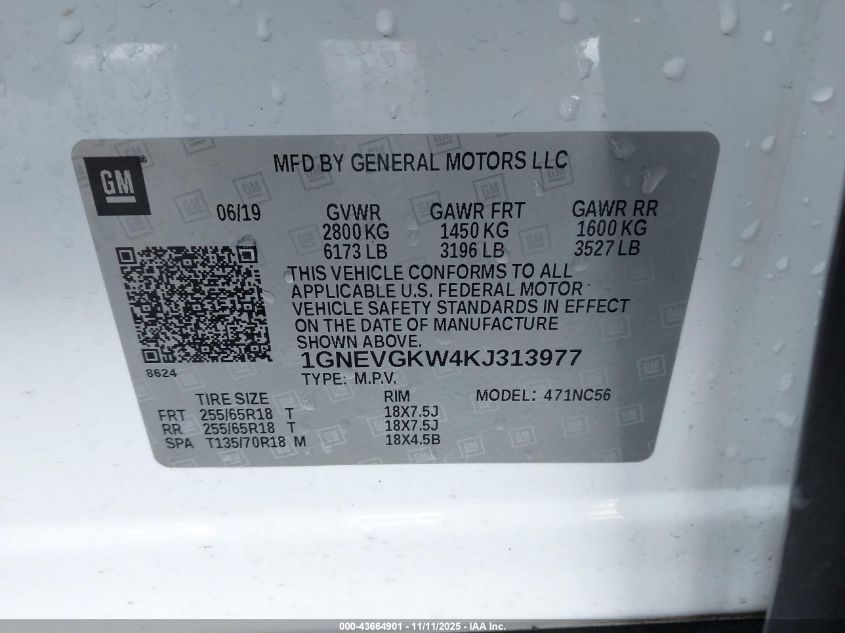 MFD BY GENERAL MOTORS LLC
GM
06/19 GVWR GAWR FRT GAWR RR
2800 KG 1450 KG 1600 KG
6173 LB 3196 LB 3527 LB
THIS VEHICLE CONFORMS TO ALL
APPLICABLE U.S. FEDERAL MOTOR
VEHICLE SAFETY STANDARDS IN EFFECT
ON THE DATE OF MANUFACTURE
SHOWN ABOVE.
1GNEVGKW4KJ313977
8624
TYPE: M.P.V.
TIRE SIZE RIM MODEL: 471NC56
FRT 255/65R18 T 18X7.5J
RR 255/65R18 T 18X7.5J
SPA T135/70R18 M 18X4.5B
000-43664901 - 11/11/2025 - IAA Inc.